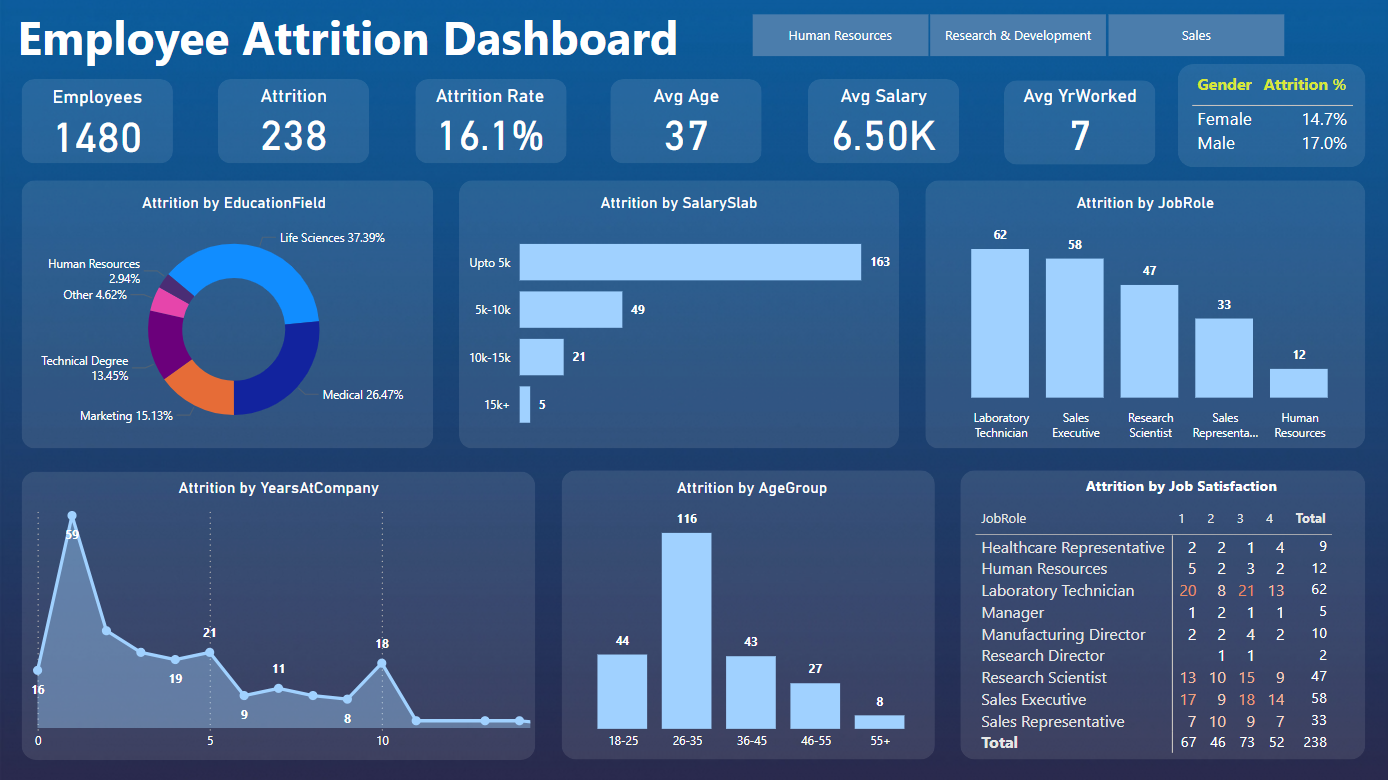 Employee Attrition Dashboard
Human Resources
Research & Development
Sales
Employees
1480
Attrition
238
Attrition Rate
16.1%
Avg Age
37
Avg Salary
6.50K
Avg YrWorked
7
Gender Attrition %
Female 14.7%
Male 17.0%
Attrition by EducationField
Life Sciences 37.39%
Human Resources
2.94%
Other 4.62%
Technical Degree
13.45%
Marketing 15.13%
Medical 26.47%
Attrition by SalarySlab
Upto 5k 163
5k-10k 49
10k-15k 21
15k+ 5
Attrition by JobRole
62
58
47
33
12
Laboratory
Technician
Sales
Executive
Research
Scientist
Sales
Representa...
Human
Resources
Attrition by YearsAtCompany
16
59
19
21
9
11
8
18
0 5 10
Attrition by AgeGroup
44
116
43
27
8
18-25 26-35 36-45 46-55 55+
Attrition by Job Satisfaction
JobRole 1 2 3 4 Total
Healthcare Representative 2 2 1 4 9
Human Resources 5 2 3 2 12
Laboratory Technician 20 8 21 13 62
Manager 1 2 1 1 5
Manufacturing Director 2 2 4 2 10
Research Director 1 1 2
Research Scientist 13 10 15 9 47
Sales Executive 17 9 18 14 58
Sales Representative 7 10 9 7 33
Total 67 46 73 52 238